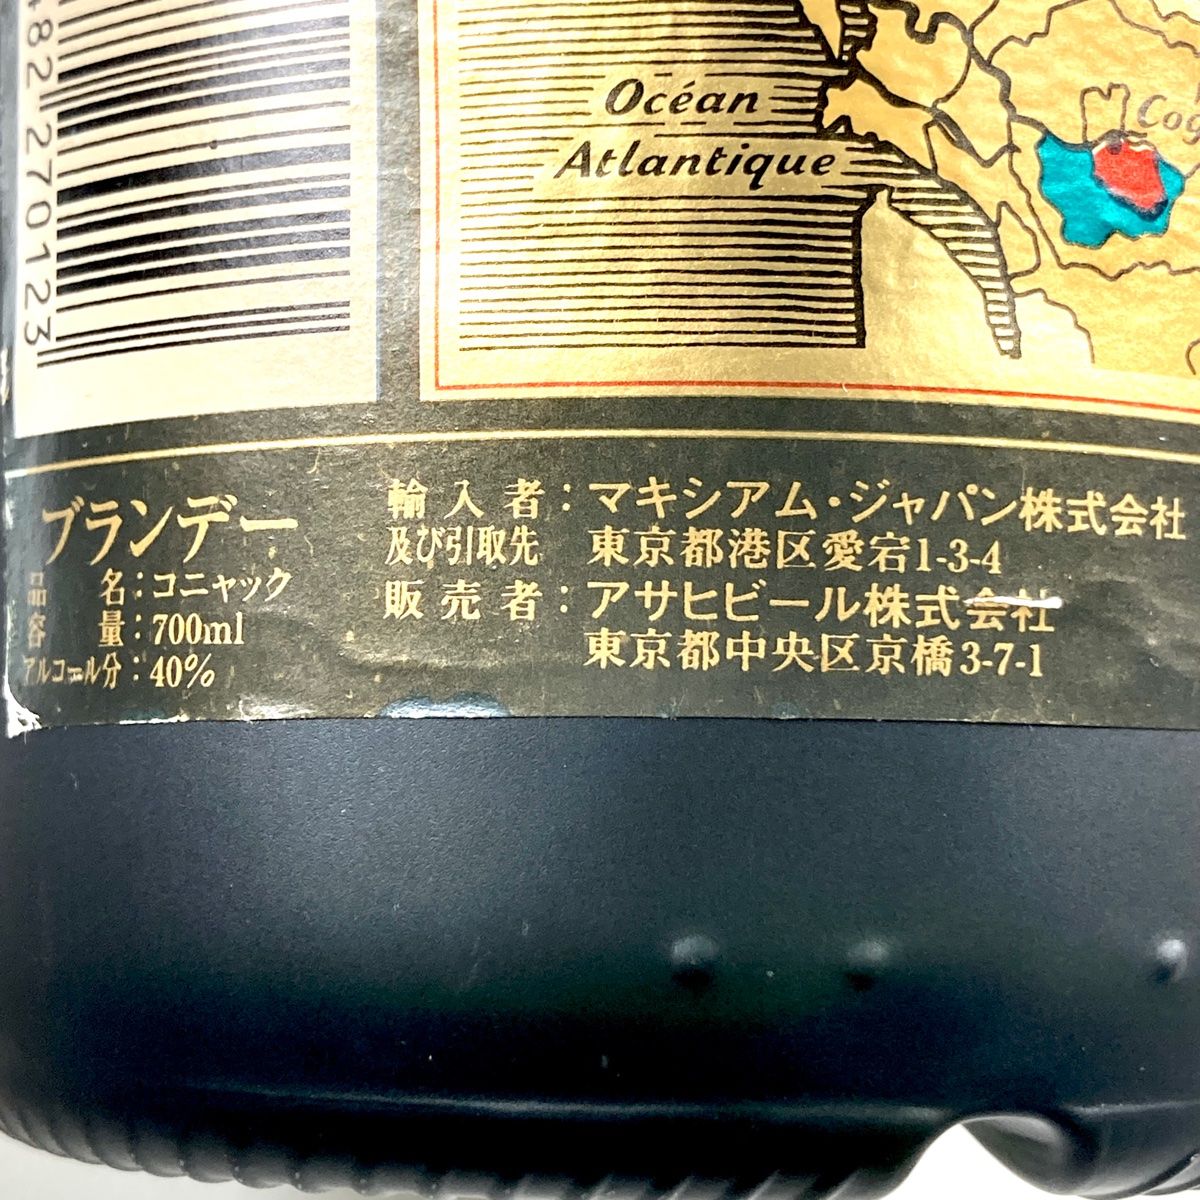 82 270123
Océan
Atlantique
ブランデー
品名：コニャック
容量：700ml
アルコール分：40%
輸入者：マキシアム・ジャパン株式会社
及び引取先 東京都港区愛宕1-3-4
販売者：アサヒビール株式会社
東京都中央区京橋3-7-1